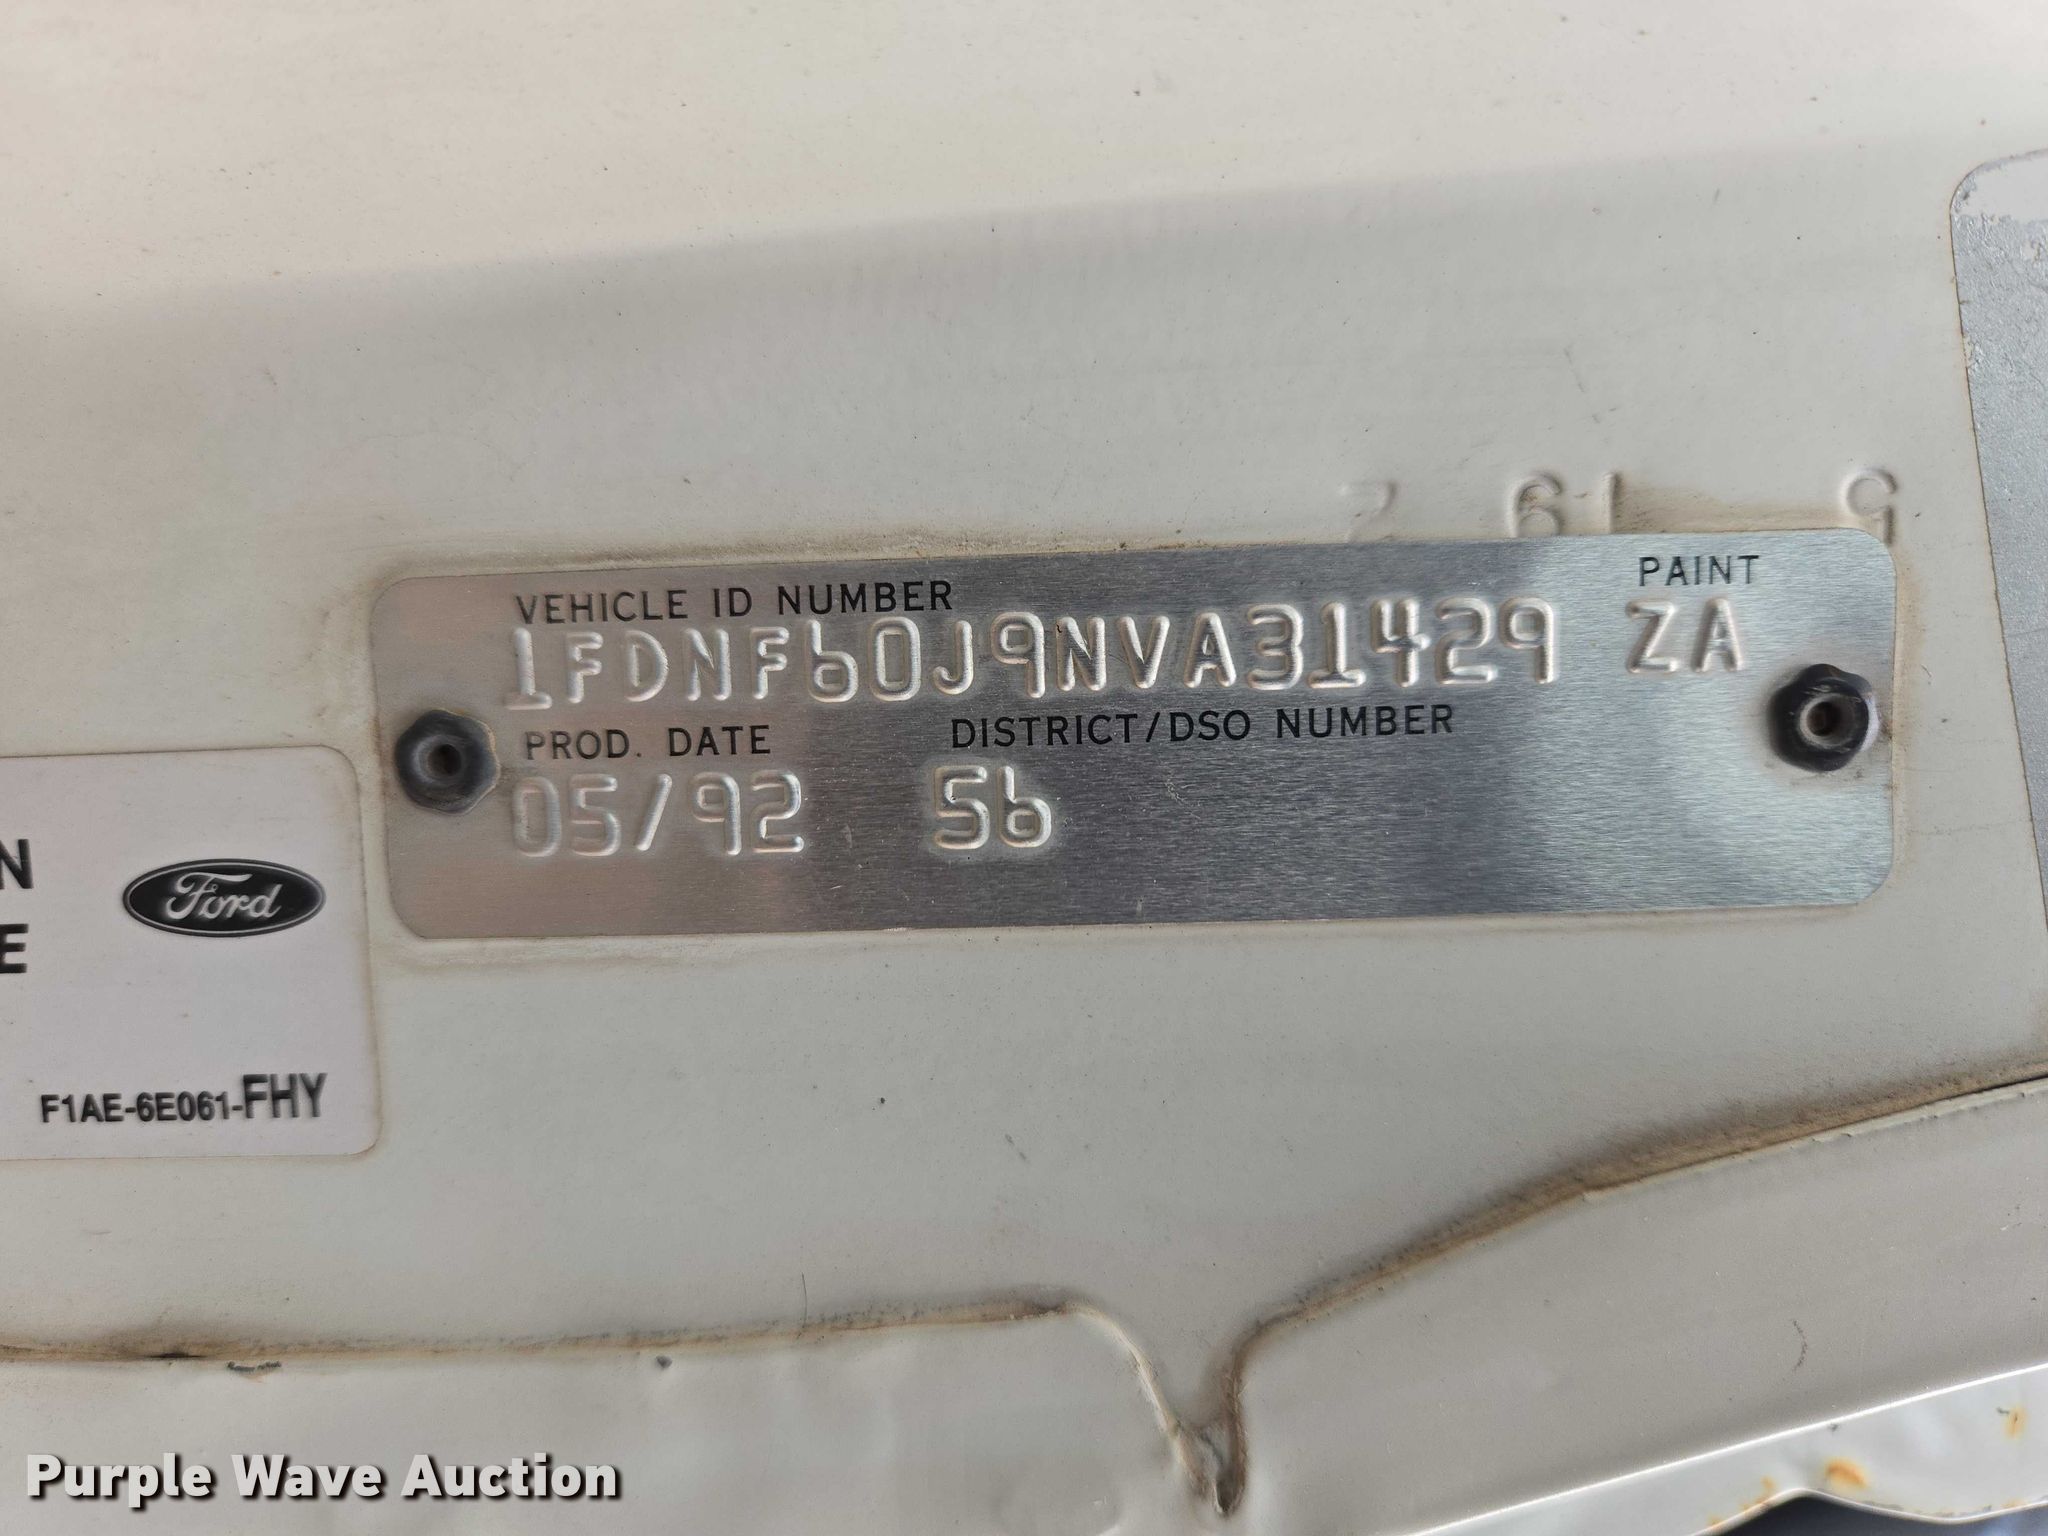 Z 61 9
VEHICLE ID NUMBER PAINT
1FDNF60J9NVA31429 ZA
PROD. DATE DISTRICT/DSO NUMBER
05/92 56
N
E
Ford
F1AE-6E061-FHY
Purple Wave Auction